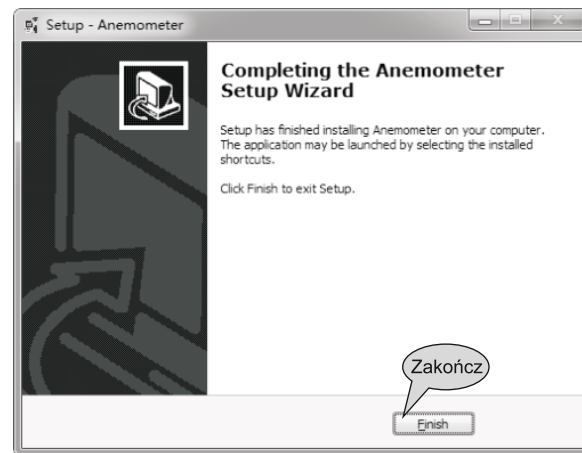 Setup - Anemometer
Completing the Anemometer
Setup Wizard
Setup has finished installing Anemometer on your computer.
The application may be launched by selecting the installed
shortcuts.
Click Finish to exit Setup.
Zakończ
Finish